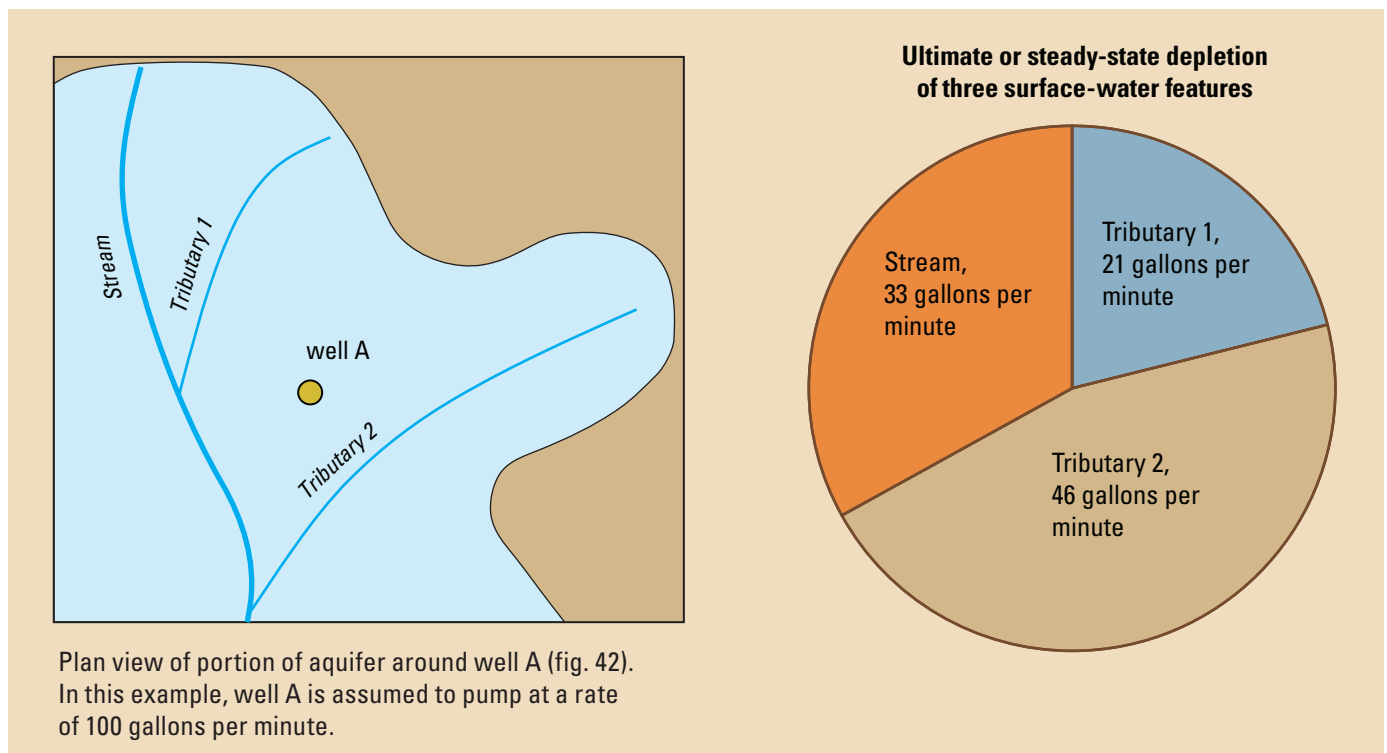 Stream
Tributary 1
well A
Tributary 2
Plan view of portion of aquifer around well A (fig. 42).
In this example, well A is assumed to pump at a rate
of 100 gallons per minute.
Ultimate or steady-state depletion
of three surface-water features
Stream,
33 gallons per
minute
Tributary 1,
21 gallons per
minute
Tributary 2,
46 gallons per
minute